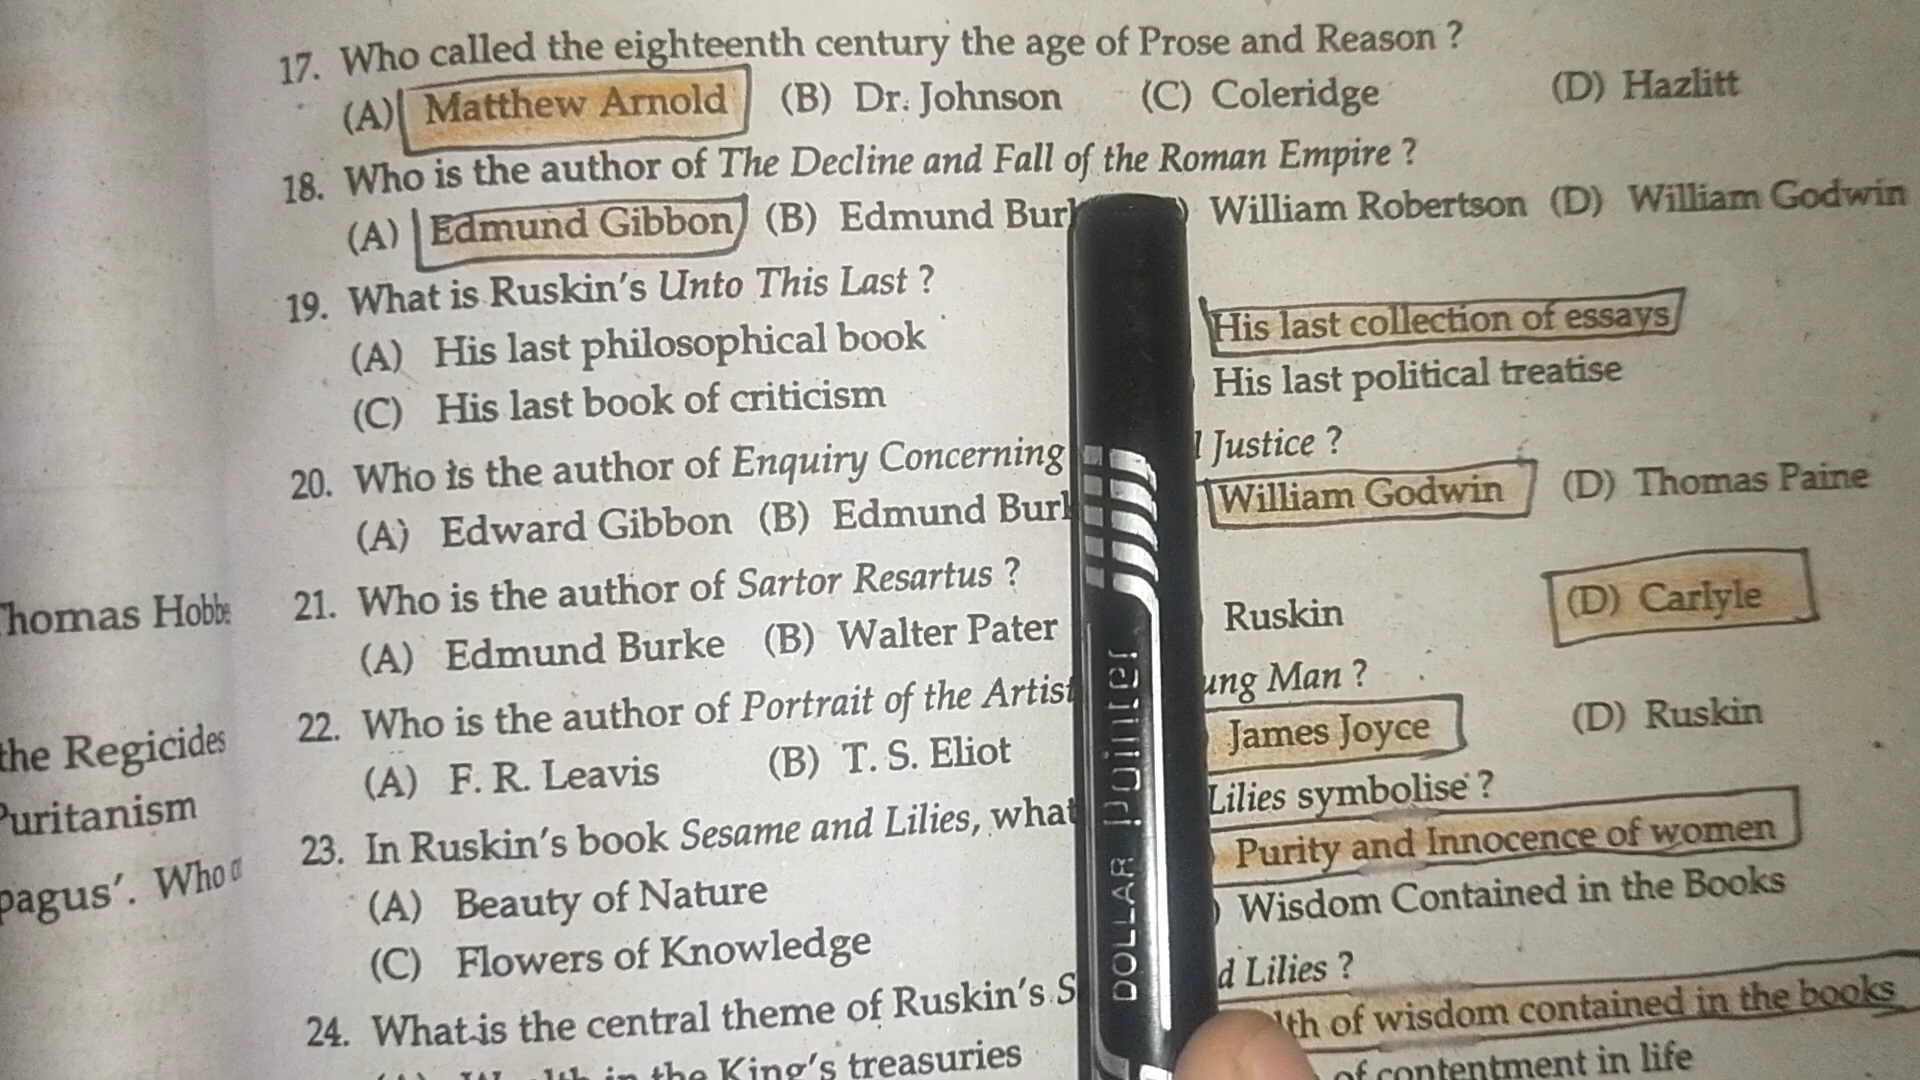 17. Who called the eighteenth century the age of Prose and Reason ?
(A) Matthew Arnold (B) Dr. Johnson (C) Coleridge (D) Hazlitt
18. Who is the author of The Decline and Fall of the Roman Empire ?
(A) Edmund Gibbon (B) Edmund ) William Robertson (D) William Godwin
19. What is Ruskin's Unto This Last ?
(A) His last philosophical book His last collection of essays
(C) His last book of criticism His last political treatise
20. Who is the author of Enquiry Concerning Justice ?
(A) Edward Gibbon (B) Edmund William Godwin (D) Thomas Paine
21. Who is the author of Sartor Resartus ?
(A) Edmund Burke (B) Walter Pater Ruskin (D) Carlyle
22. Who is the author of Portrait of the Artist Man ?
(A) F. R. Leavis (B) T. S. Eliot James Joyce (D) Ruskin
23. In Ruskin's book Sesame and Lilies, what Lilies symbolise ?
(A) Beauty of Nature Purity and Innocence of women
(C) Flowers of Knowledge ) Wisdom Contained in the Books
24. What is the central theme of Ruskin's Lilies ?
of wisdom contained in the books
in the King's treasuries of contentment in life
Thomas
the Regicides
Puritanism
Who
DOLLAR Pointer